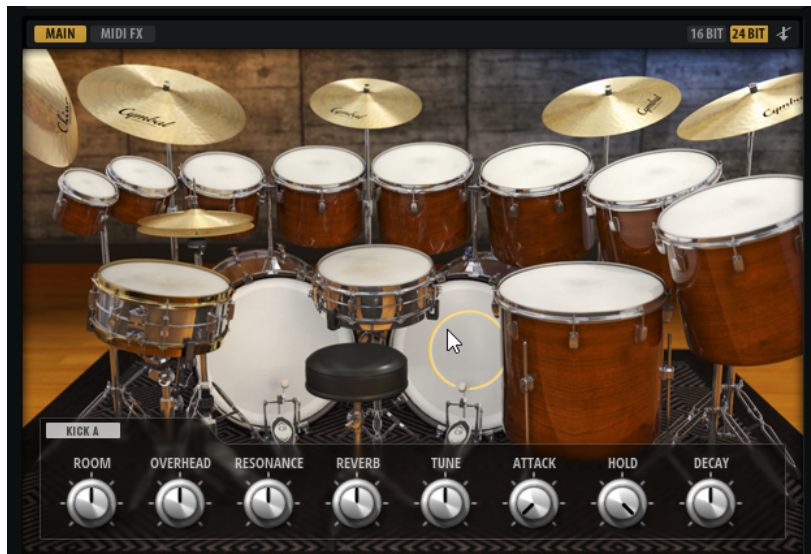 MAIN MIDI FX 16 BIT 24 BIT
Cymbal Cymbal Cymbal
KICK A
ROOM OVERHEAD RESONANCE REVERB TUNE ATTACK HOLD DECAY